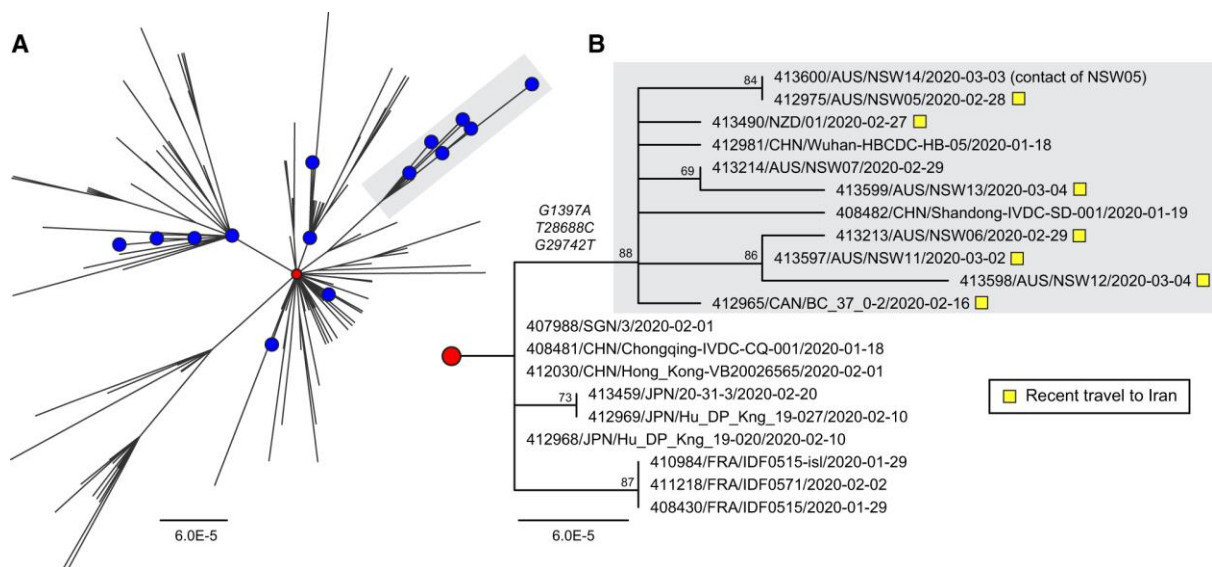 A
B
84
413600/AUS/NSW14/2020-03-03 (contact of NSW05)
412975/AUS/NSW05/2020-02-28
413490/NZD/01/2020-02-27
412981/CHN/Wuhan-HBCDC-HB-05/2020-01-18
413214/AUS/NSW07/2020-02-29
69
413599/AUS/NSW13/2020-03-04
G1397A
T28688C
G29742T
408482/CHN/Shandong-IVDC-SD-001/2020-01-19
413213/AUS/NSW06/2020-02-29
88
86
413597/AUS/NSW11/2020-03-02
413598/AUS/NSW12/2020-03-04
412965/CAN/BC_37_0-2/2020-02-16
407988/SGN/3/2020-02-01
408481/CHN/Chongqing-IVDC-CQ-001/2020-01-18
412030/CHN/Hong_Kong-VB20026565/2020-02-01
413459/JPN/20-31-3/2020-02-20
73
412969/JPN/Hu_DP_Kng_19-027/2020-02-10
412968/JPN/Hu_DP_Kng_19-020/2020-02-10
Recent travel to Iran
410984/FRA/IDF0515-isl/2020-01-29
87
411218/FRA/IDF0571/2020-02-02
408430/FRA/IDF0515/2020-01-29
6.0E-5
6.0E-5